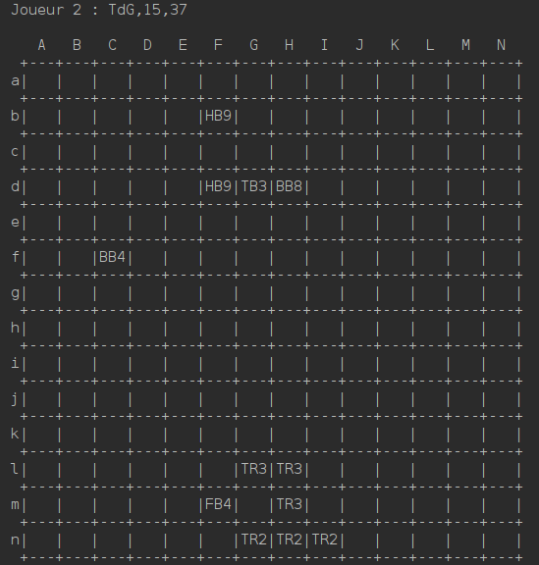 Joueur 2 : TdG,15,37
    A   B   C   D   E   F   G   H   I   J   K   L   M   N
  +---+---+---+---+---+---+---+---+---+---+---+---+---+---+
a|   |   |   |   |   |   |   |   |   |   |   |   |   |   |
  +---+---+---+---+---+---+---+---+---+---+---+---+---+---+
b|   |   |   |   |   |HB9|   |   |   |   |   |   |   |   |
  +---+---+---+---+---+---+---+---+---+---+---+---+---+---+
c|   |   |   |   |   |   |   |   |   |   |   |   |   |   |
  +---+---+---+---+---+---+---+---+---+---+---+---+---+---+
d|   |   |   |   |   |HB9|TB3|BB8|   |   |   |   |   |   |
  +---+---+---+---+---+---+---+---+---+---+---+---+---+---+
e|   |   |   |   |   |   |   |   |   |   |   |   |   |   |
  +---+---+---+---+---+---+---+---+---+---+---+---+---+---+
f|   |   |BB4|   |   |   |   |   |   |   |   |   |   |   |
  +---+---+---+---+---+---+---+---+---+---+---+---+---+---+
g|   |   |   |   |   |   |   |   |   |   |   |   |   |   |
  +---+---+---+---+---+---+---+---+---+---+---+---+---+---+
h|   |   |   |   |   |   |   |   |   |   |   |   |   |   |
  +---+---+---+---+---+---+---+---+---+---+---+---+---+---+
i|   |   |   |   |   |   |   |   |   |   |   |   |   |   |
  +---+---+---+---+---+---+---+---+---+---+---+---+---+---+
j|   |   |   |   |   |   |   |   |   |   |   |   |   |   |
  +---+---+---+---+---+---+---+---+---+---+---+---+---+---+
k|   |   |   |   |   |   |   |   |   |   |   |   |   |   |
  +---+---+---+---+---+---+---+---+---+---+---+---+---+---+
l|   |   |   |   |   |   |TR3|TR3|   |   |   |   |   |   |
  +---+---+---+---+---+---+---+---+---+---+---+---+---+---+
m|   |   |   |   |   |FB4|   |TR3|   |   |   |   |   |   |
  +---+---+---+---+---+---+---+---+---+---+---+---+---+---+
n|   |   |   |   |   |   |TR2|TR2|TR2|   |   |   |   |   |
  +---+---+---+---+---+---+---+---+---+---+---+---+---+---+